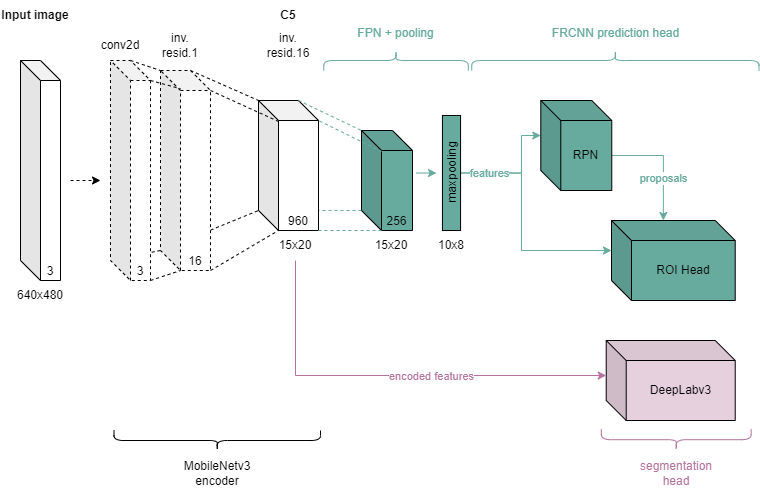 Input image
C5
FPN + pooling
FRCNN prediction head
conv2d
inv.
resid.1
inv.
resid.16
RPN
maxpooling
features
proposals
960
256
3
3
16
15x20
15x20
10x8
ROI Head
640x480
encoded features
DeepLabv3
MobileNetv3
encoder
segmentation
head